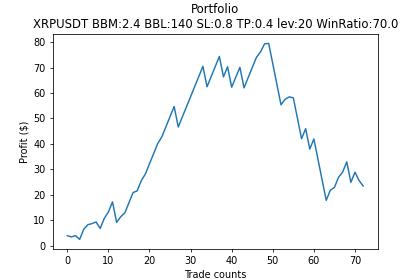 Portfolio
XRPUSDT BBM:2.4 BBL:140 SL:0.8 TP:0.4 lev:20 WinRatio:70.0
80
70
60
50
40
30
20
10
0
Profit ($)
0 10 20 30 40 50 60 70
Trade counts